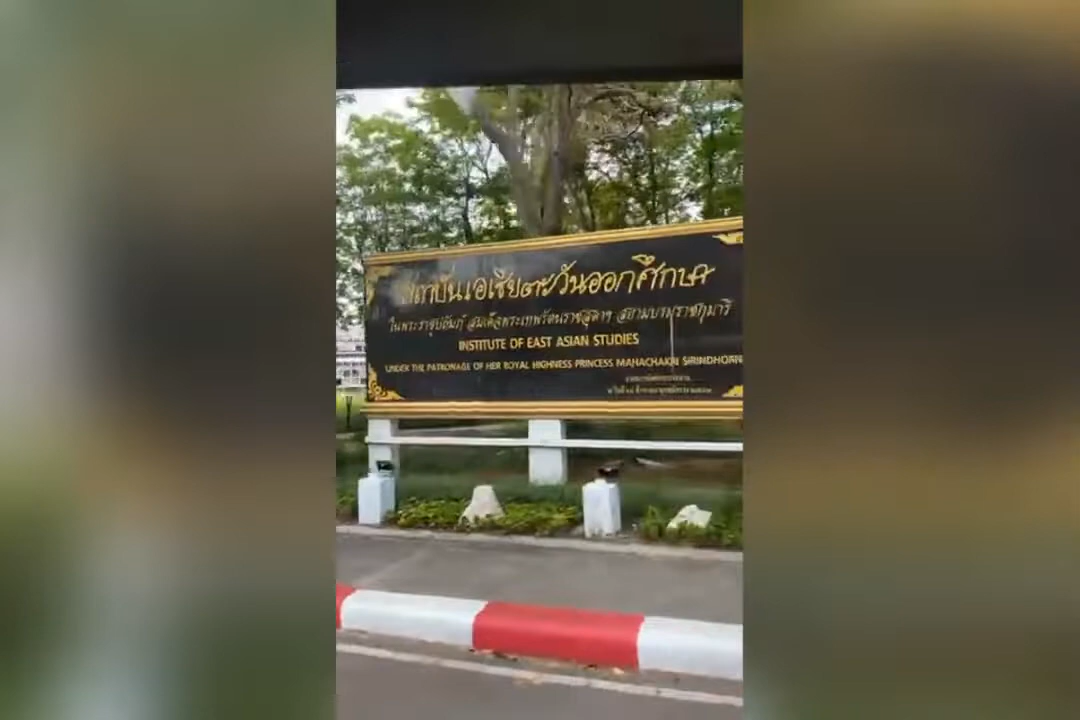 สถาบันเอเชียตะวันออกศึกษา
ในพระราชูปถัมภ์ สมเด็จพระเทพรัตนราชสุดาฯ สยามบรมราชกุมารี
INSTITUTE OF EAST ASIAN STUDIES
UNDER THE PATRONAGE OF HER ROYAL HIGHNESS PRINCESS MAHACHAKRI SIRINDHORN